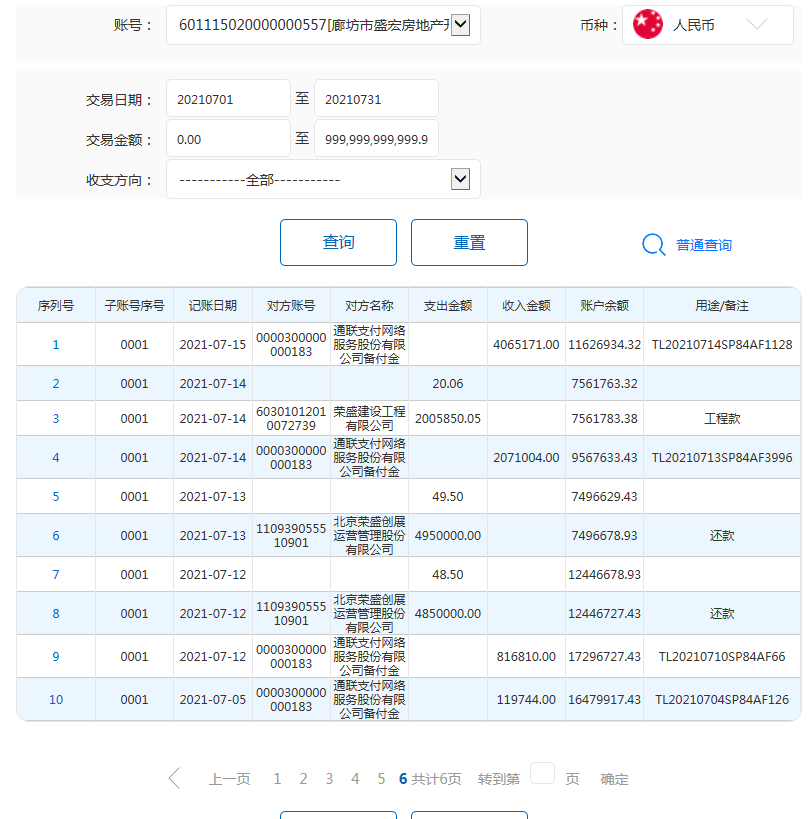 账号： 601115020000000557[廊坊市盛宏房地产开 币种： 人民币
交易日期： 20210701 至 20210731
交易金额： 0.00 至 999,999,999,999.9
收支方向： -----------全部-----------
查询 重置 普通查询
序列号 子账号序号 记账日期 对方账号 对方名称 支出金额 收入金额 账户余额 用途/备注
1 0001 2021-07-15 0000300000000183 通联支付网络服务股份有限公司备付金 4065171.00 11626934.32 TL20210714SP84AF1128
2 0001 2021-07-14 20.06 7561763.32
3 0001 2021-07-14 60301012010072739 荣盛建设工程有限公司 2005850.05 7561783.38 工程款
4 0001 2021-07-14 0000300000000183 通联支付网络服务股份有限公司备付金 2071004.00 9567633.43 TL20210713SP84AF3996
5 0001 2021-07-13 49.50 7496629.43
6 0001 2021-07-13 110939055510901 北京荣盛创展运营管理股份有限公司 4950000.00 7496678.93 还款
7 0001 2021-07-12 48.50 12446678.93
8 0001 2021-07-12 110939055510901 北京荣盛创展运营管理股份有限公司 4850000.00 12446727.43 还款
9 0001 2021-07-12 0000300000000183 通联支付网络服务股份有限公司备付金 816810.00 17296727.43 TL20210710SP84AF66
10 0001 2021-07-05 0000300000000183 通联支付网络服务股份有限公司备付金 119744.00 16479917.43 TL20210704SP84AF126
上一页 1 2 3 4 5 6 共计6页 转到第 页 确定